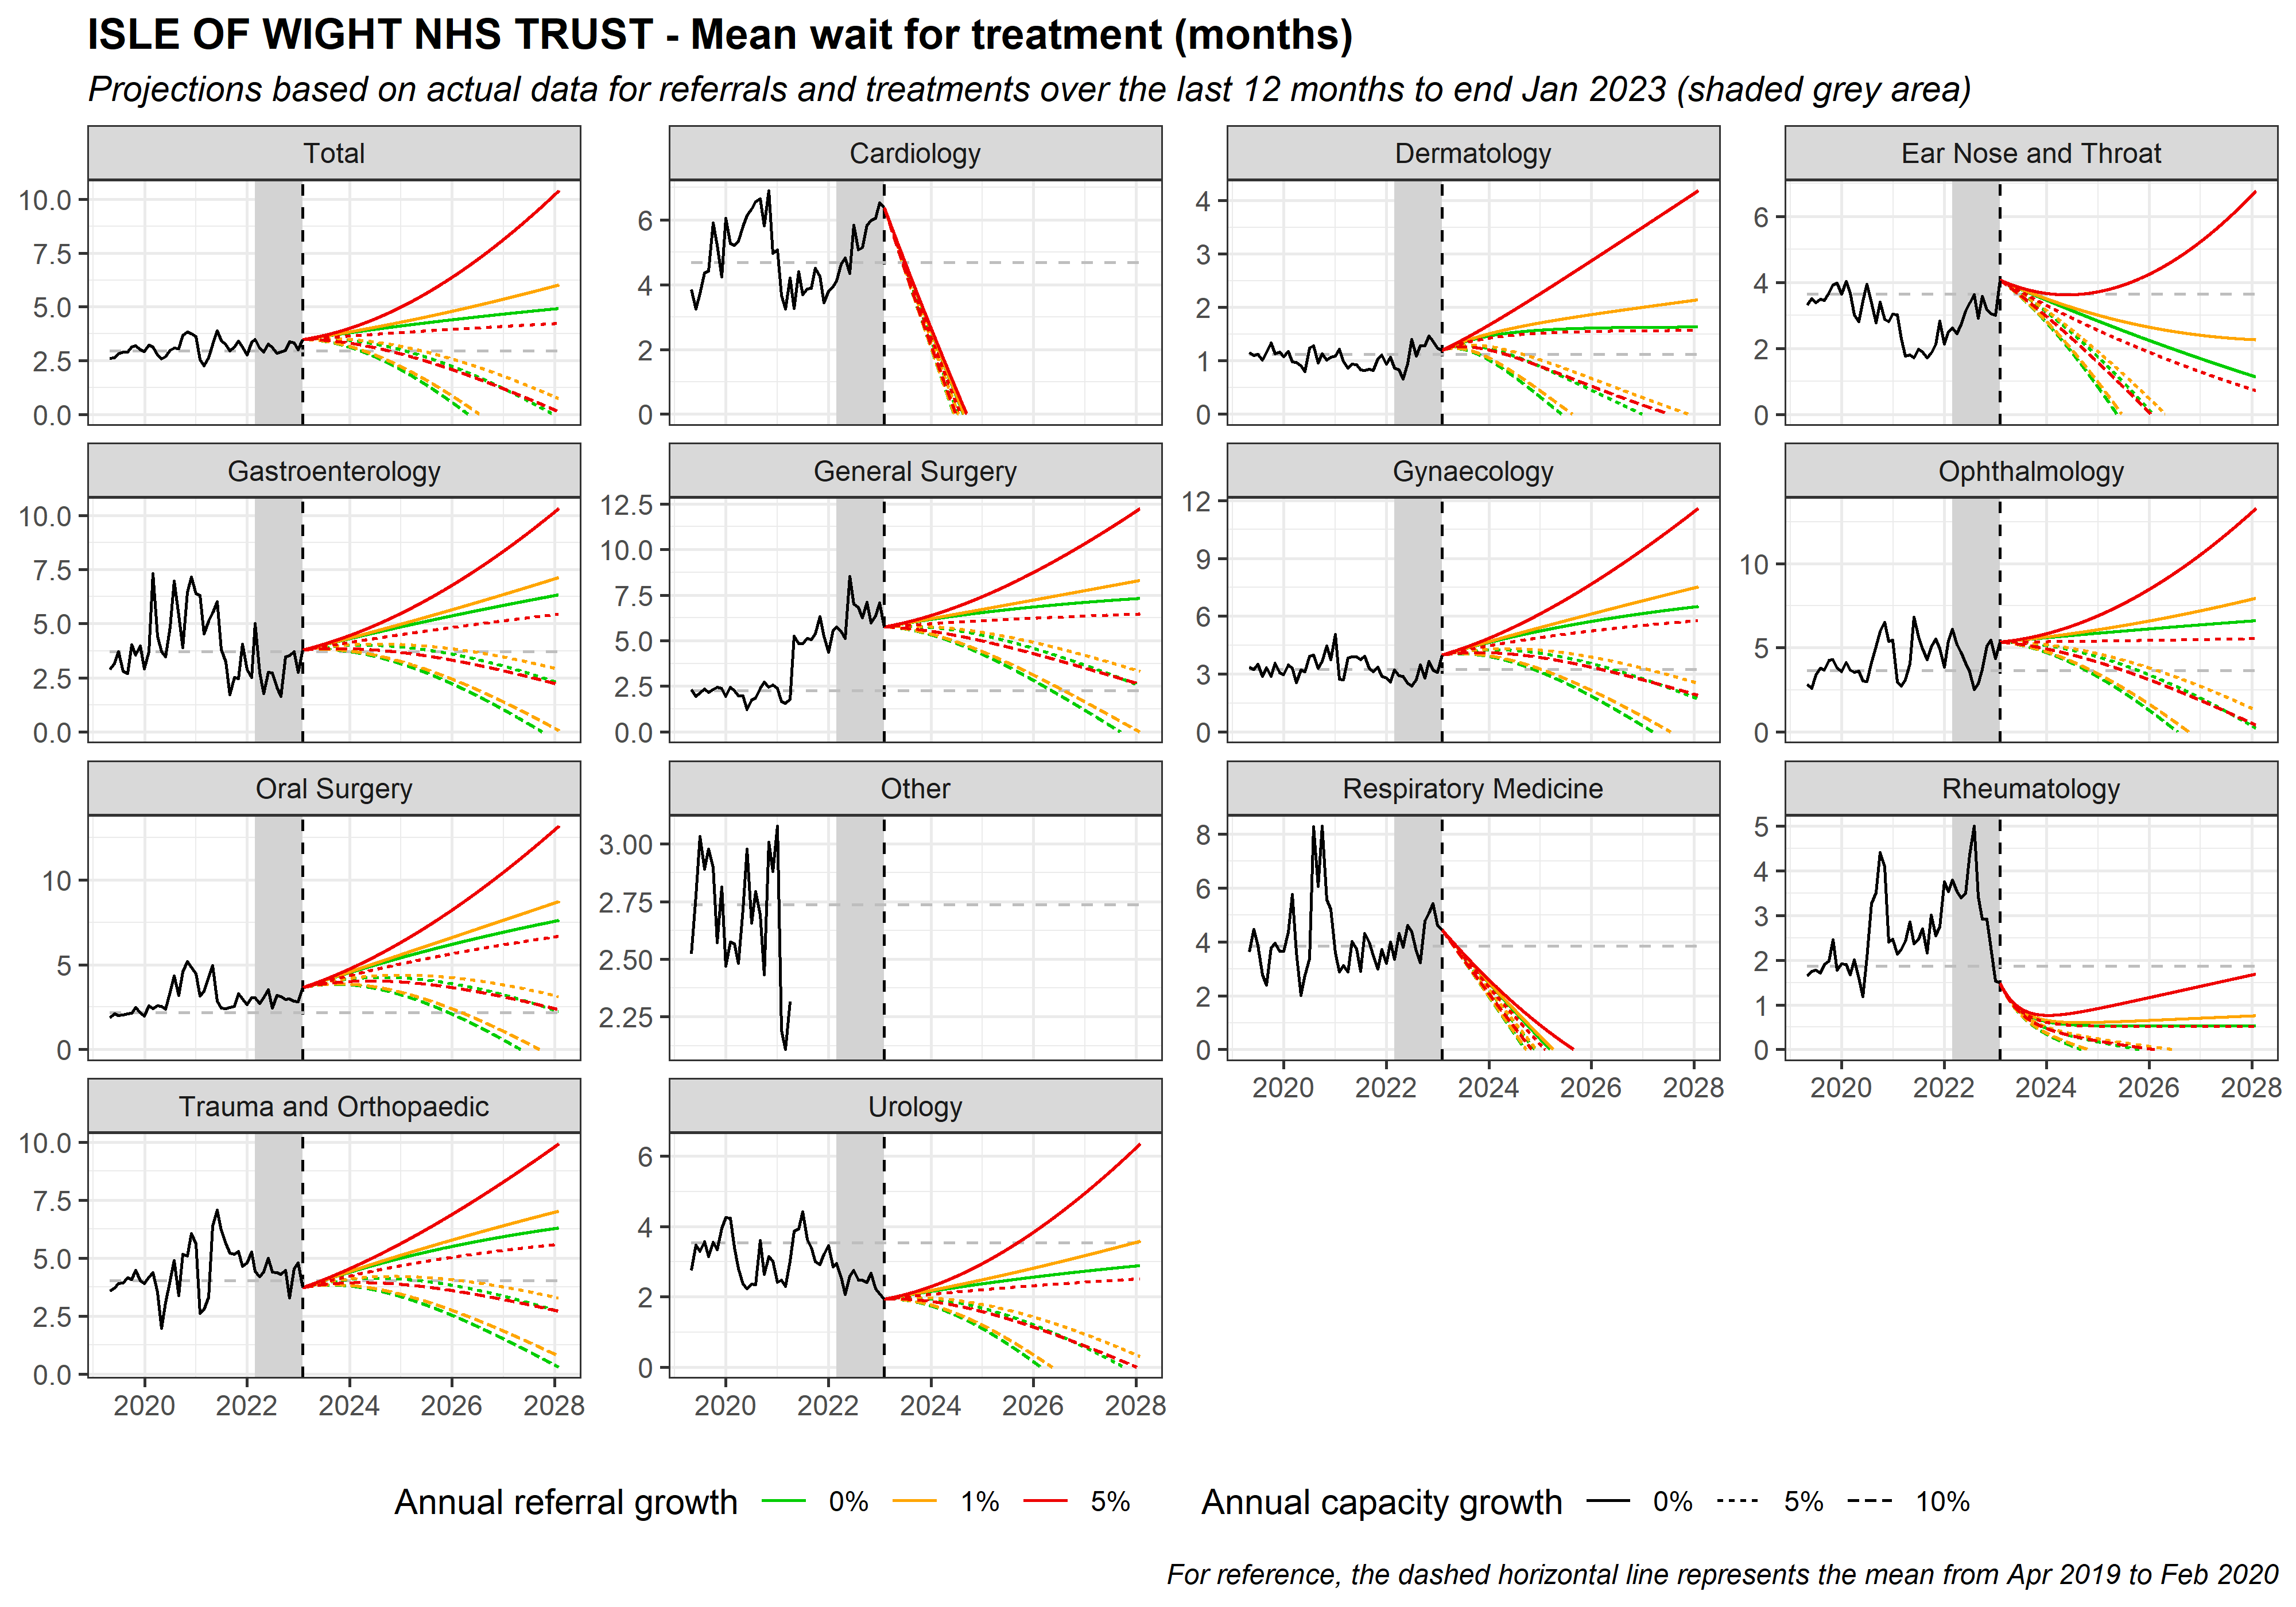 ISLE OF WIGHT NHS TRUST - Mean wait for treatment (months)
Projections based on actual data for referrals and treatments over the last 12 months to end Jan 2023 (shaded grey area)
Total
10.0
7.5
5.0
2.5
0.0
Cardiology
6
4
2
0
Dermatology
4
3
2
1
0
Ear Nose and Throat
6
4
2
0
Gastroenterology
10.0
7.5
5.0
2.5
0.0
General Surgery
12.5
10.0
7.5
5.0
2.5
0.0
Gynaecology
12
9
6
3
0
Ophthalmology
10
5
0
Oral Surgery
10
5
0
Other
3.00
2.75
2.50
2.25
Respiratory Medicine
8
6
4
2
0
2020 2022 2024 2026 2028
Rheumatology
5
4
3
2
1
0
2020 2022 2024 2026 2028
Trauma and Orthopaedic
10.0
7.5
5.0
2.5
0.0
2020 2022 2024 2026 2028
Urology
6
4
2
0
2020 2022 2024 2026 2028
Annual referral growth 0% 1% 5%
Annual capacity growth 0% 5% 10%
For reference, the dashed horizontal line represents the mean from Apr 2019 to Feb 2020